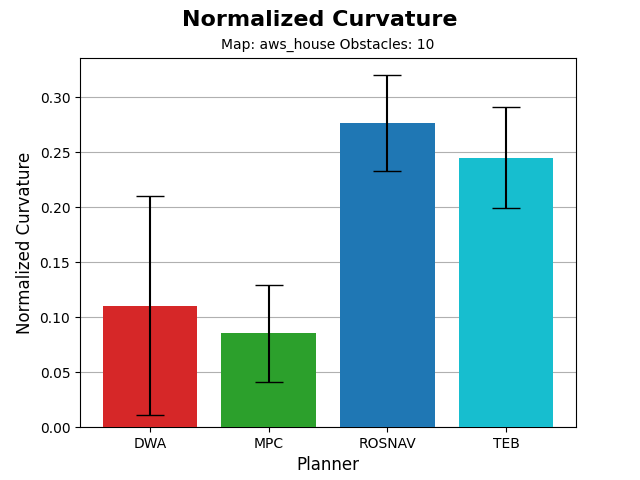 Normalized Curvature
Map: aws_house Obstacles: 10
Normalized Curvature
0.30
0.25
0.20
0.15
0.10
0.05
0.00
DWA MPC ROSNAV TEB
Planner